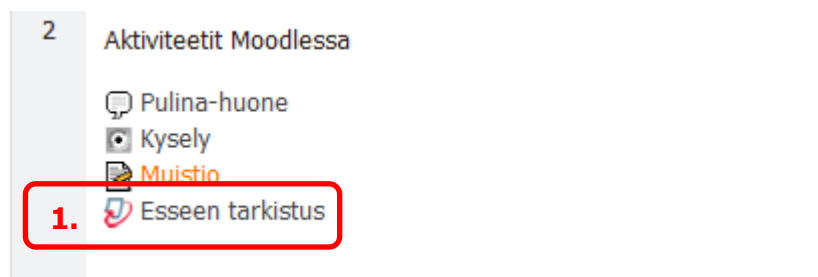 2
Aktiviteetit Moodlessa
Pulina-huone
Kysely
Muistio
1. Esseen tarkistus